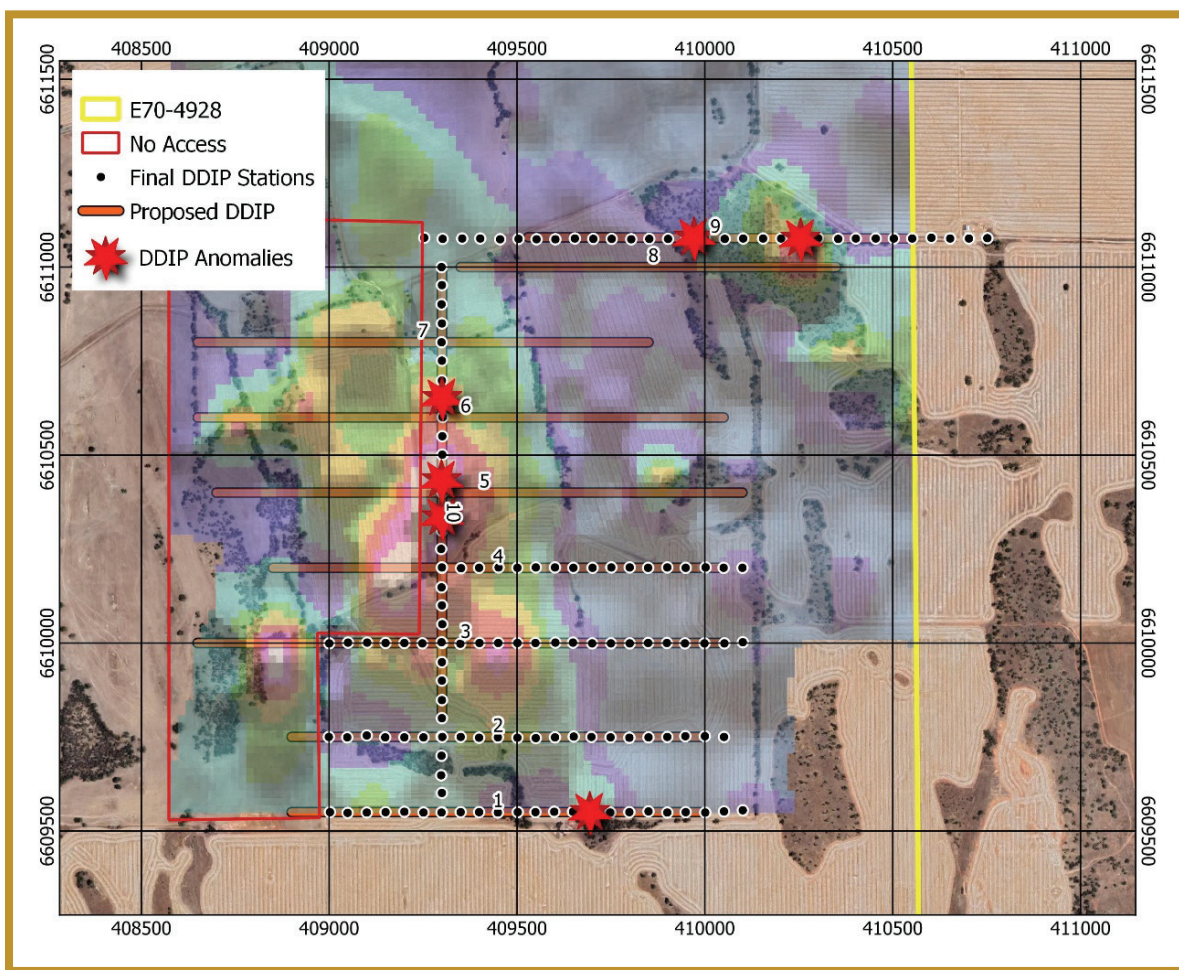 408500 409000 409500 410000 410500 411000
6611500 6611500
E70-4928
No Access
Final DDIP Stations
Proposed DDIP
DDIP Anomalies
9
8
6611000 6611000
7
6
6610500 6610500
5
10
4
3
6610000 6610000
2
1
6609500 6609500
408500 409000 409500 410000 410500 411000